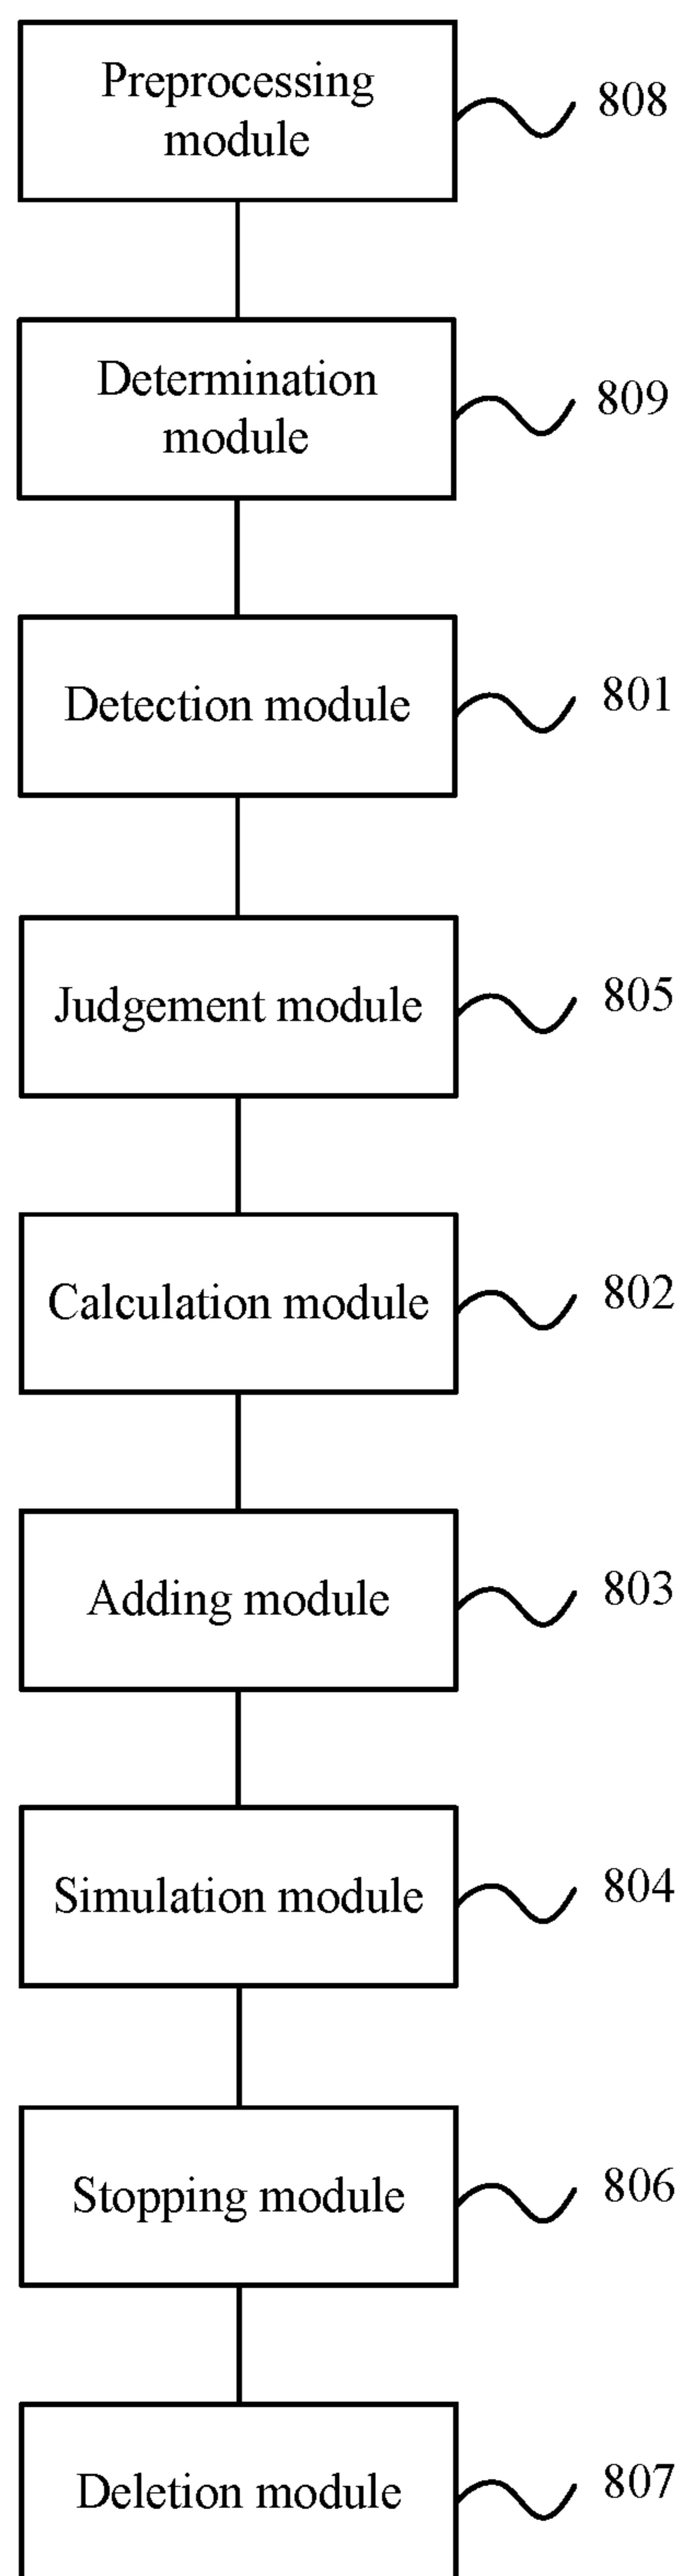 Preprocessing
module
808
Determination
module
809
Detection module
801
Judgement module
805
Calculation module
802
Adding module
803
Simulation module
804
Stopping module
806
Deletion module
807